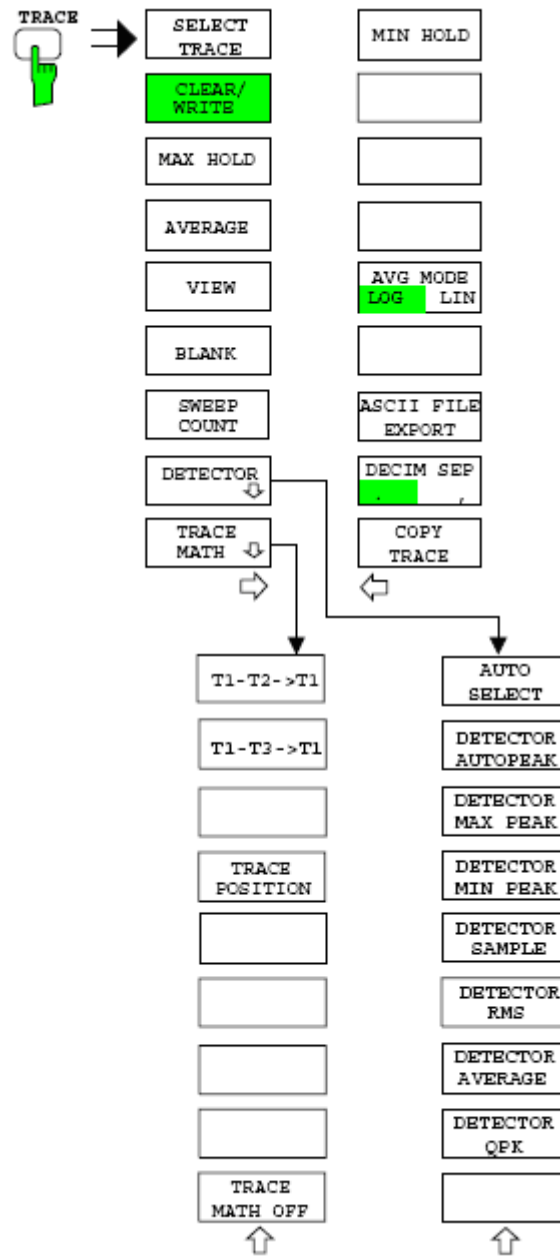 TRACE
SELECT
TRACE
CLEAR/
WRITE
MAX HOLD
AVERAGE
VIEW
BLANK
SWEEP
COUNT
DETECTOR
TRACE
MATH
MIN HOLD
AVG MODE
LOG LIN
ASCII FILE
EXPORT
DECIM SEP
. ,
COPY
TRACE
T1-T2->T1
T1-T3->T1
TRACE
POSITION
TRACE
MATH OFF
AUTO
SELECT
DETECTOR
AUTOPEAK
DETECTOR
MAX PEAK
DETECTOR
MIN PEAK
DETECTOR
SAMPLE
DETECTOR
RMS
DETECTOR
AVERAGE
DETECTOR
QPK